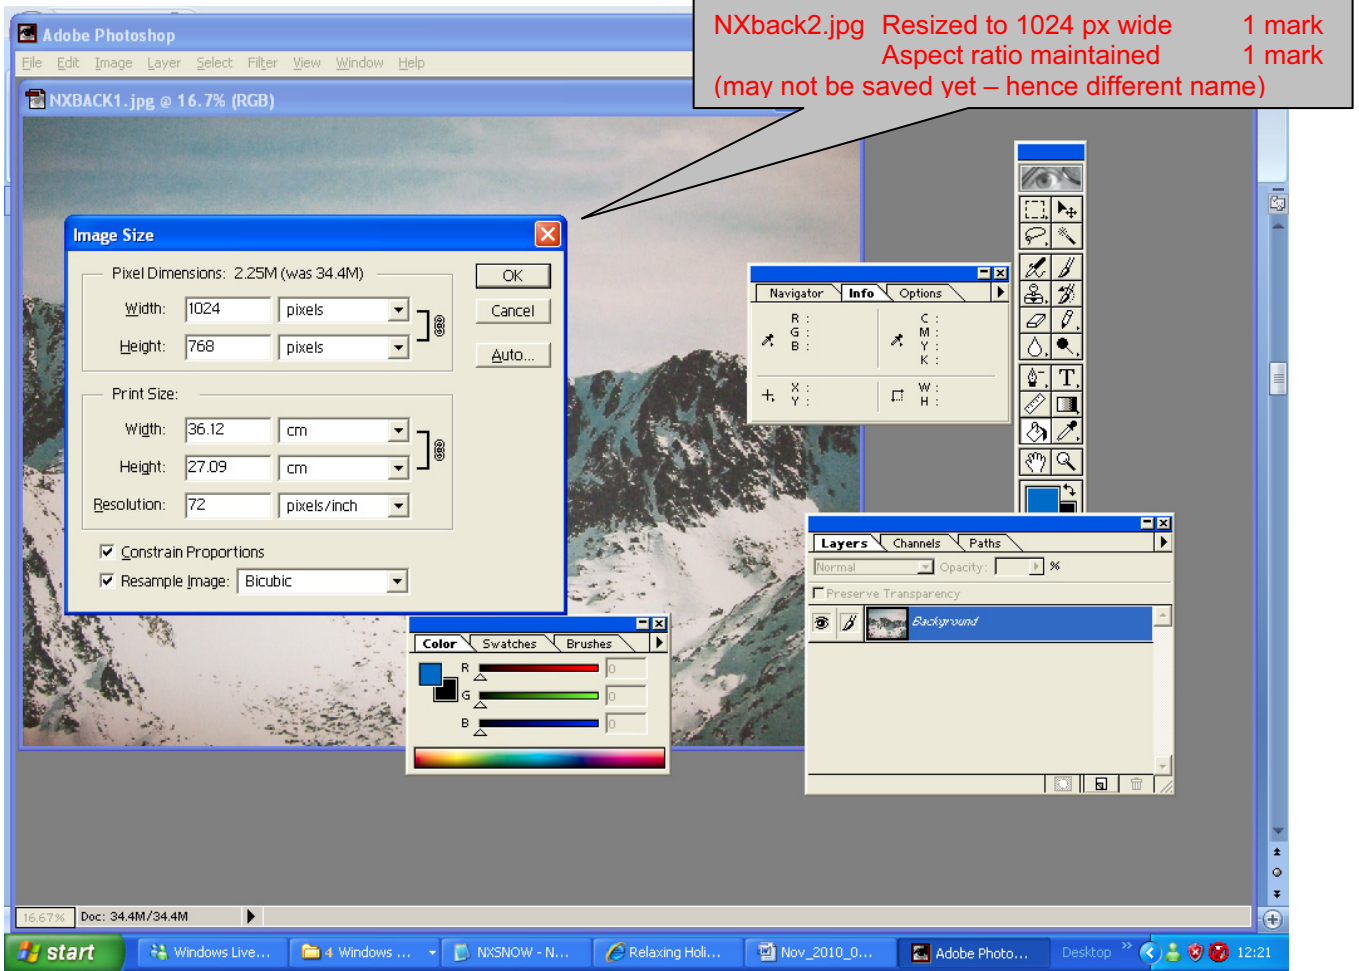 NXback2.jpg Resized to 1024 px wide 1 mark
Aspect ratio maintained 1 mark
(may not be saved yet – hence different name)
Adobe Photoshop
File Edit Image Layer Select Filter View Window Help
NXBACK1.jpg @ 16.7% (RGB)
Image Size
Pixel Dimensions: 2.25M (was 34.4M)
Width: 1024 pixels
Height: 768 pixels
OK
Cancel
Auto...
Print Size:
Width: 36.12 cm
Height: 27.09 cm
Resolution: 72 pixels/inch
Constrain Proportions
Resample Image: Bicubic
Navigator Info Options
R : C :
G : M :
B : Y :
K :
X : W :
Y : H :
T
Layers Channels Paths
Normal Opacity: %
Preserve Transparency
Background
Color Swatches Brushes
R 0
G 0
B 0
16.67% Doc: 34.4M/34.4M
start Windows Live... 4 Windows ... NXSNOW - N... Relaxing Holi... Nov_2010_0... Adobe Photo... Desktop » 12:21